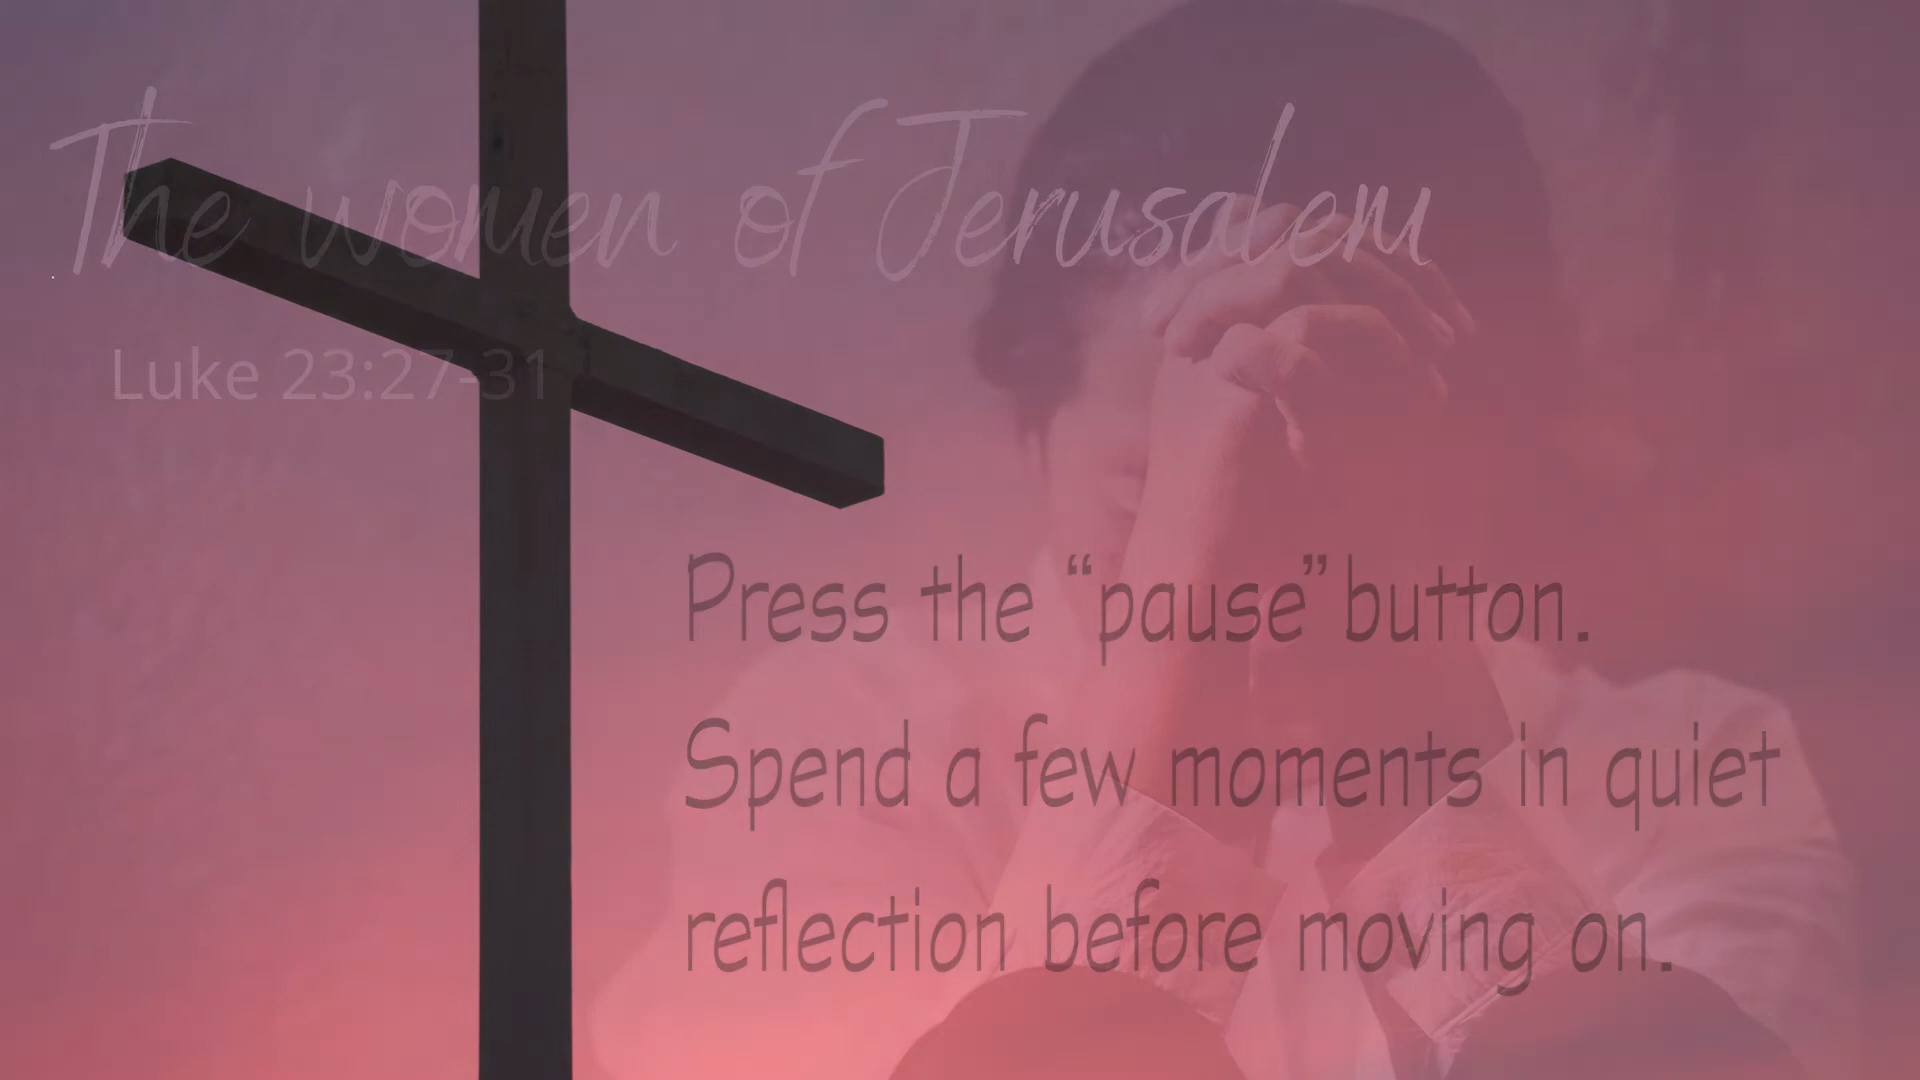 The women of Jerusalem
Luke 23:27-31
Press the “pause” button.
Spend a few moments in quiet
reflection before moving on.